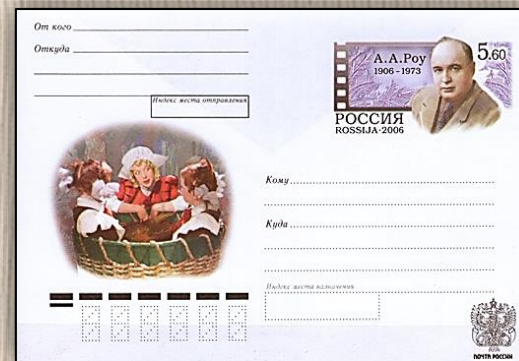 От кого
Откуда
Индекс места отправления
А.А.Роу
1906-1973
5.60
РОССИЯ
ROSSIJA·2006
Кому
Куда
Индекс места назначения
ПОЧТА РОССИИ